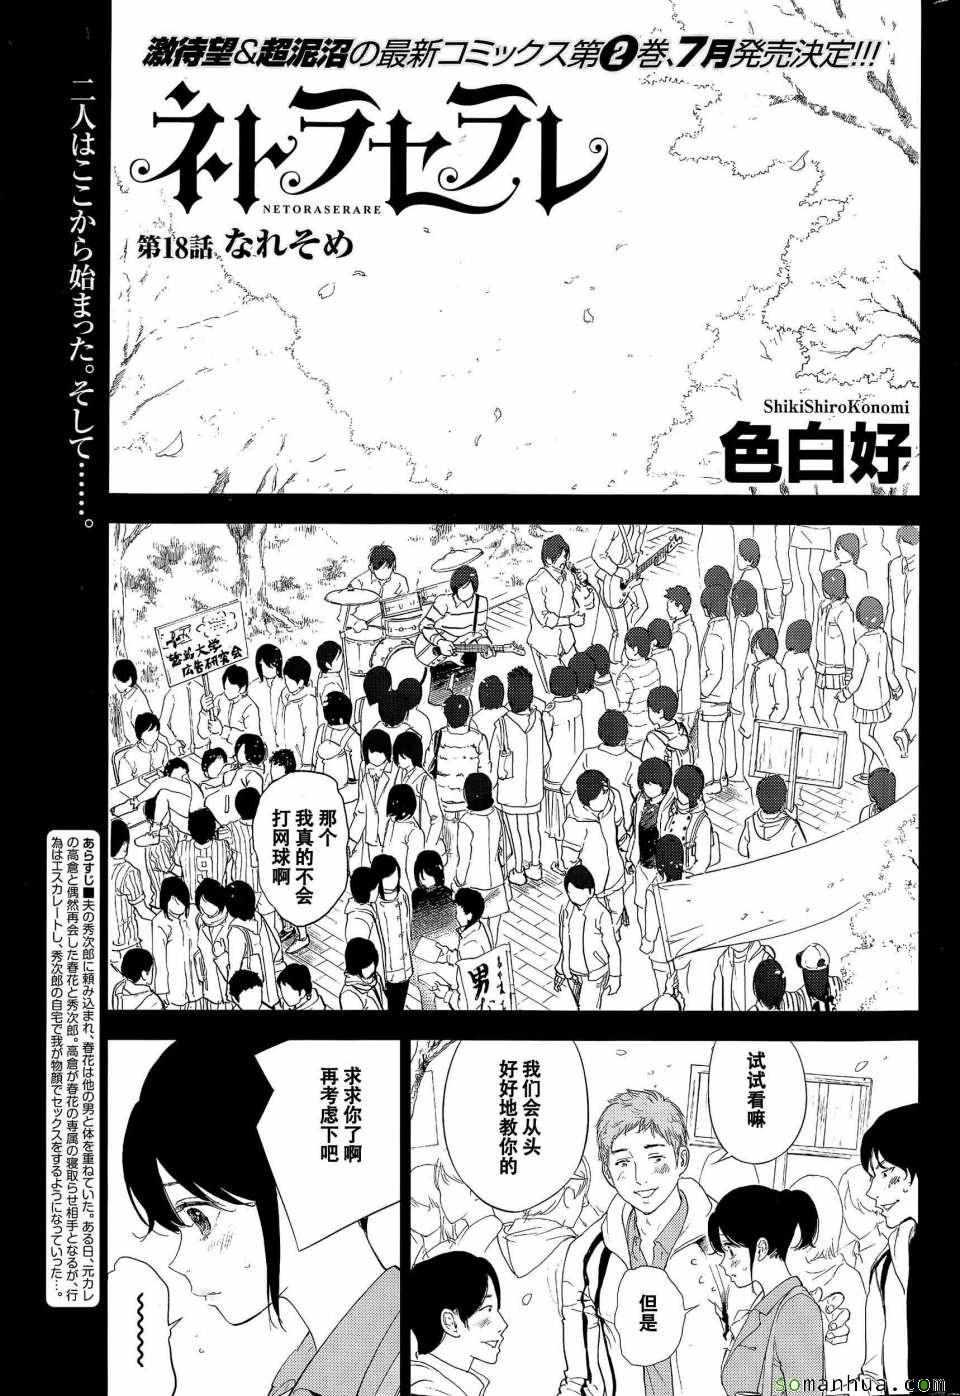 激待望&超泥沼の最新コミックス第2巻、7月発売決定!!!
ネトラセラレ
NETORASERARE
第18話 なれそめ
二人はここから始まった。そして……。
ShikiShiroKonomi
色白好
大学
広告研究会
那个
我真的不会
打网球啊
男
试试看嘛
我们会从头
好好地教你的
但是
求求你了啊
再考虑下吧
あらすじ■夫の秀次郎に頼み込まれ、春花は他の男と体を重ねていた。ある日、元カレ
の高倉と偶然再会した春花と秀次郎。高倉が春花の専属の寝取らせ相手となるが、行
為はエスカレートし、秀次郎の自宅で我が物顔でセックスをするようになっていった…。
somanhua.com